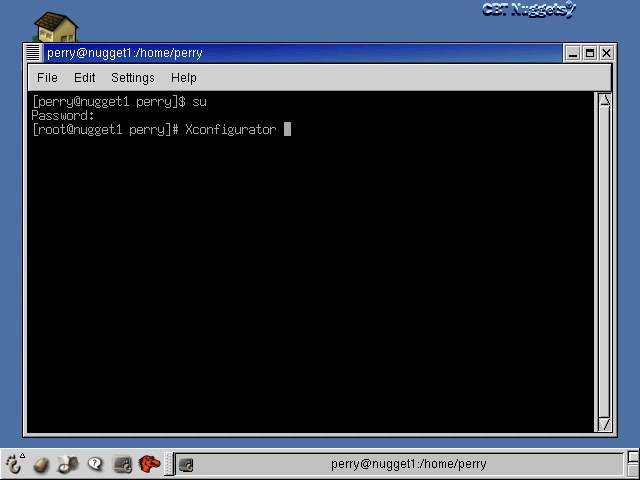 CBT Nuggets
perry@nugget1:/home/perry
File Edit Settings Help
[perry@nugget1 perry]$ su
Password:
[root@nugget1 perry]# Xconfigurator
perry@nugget1:/home/perry